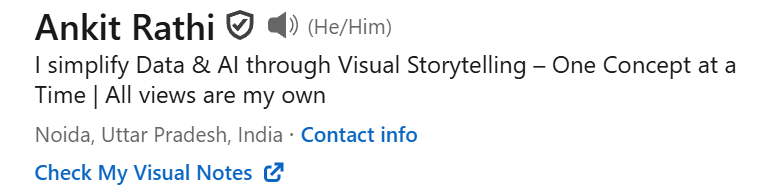 Ankit Rathi (He/Him)
I simplify Data & AI through Visual Storytelling – One Concept at a
Time | All views are my own
Noida, Uttar Pradesh, India · Contact info
Check My Visual Notes